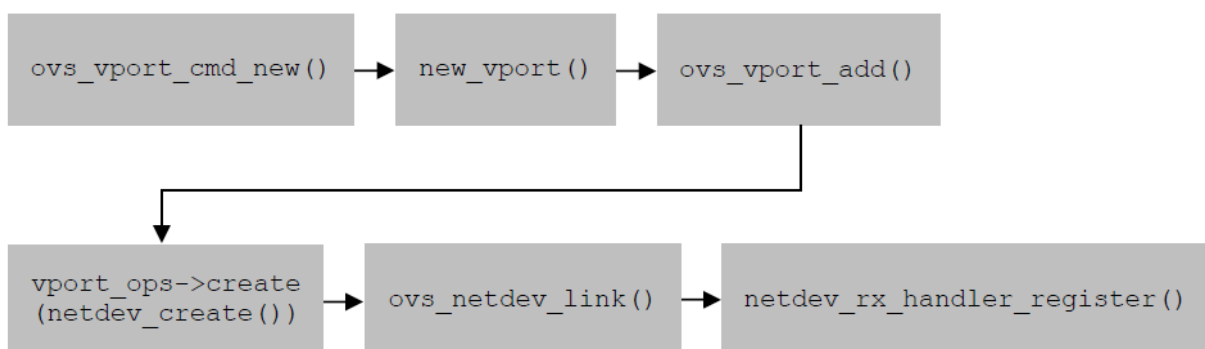 ovs_vport_cmd_new()
new_vport()
ovs_vport_add()
vport_ops->create
(netdev_create())
ovs_netdev_link()
netdev_rx_handler_register()